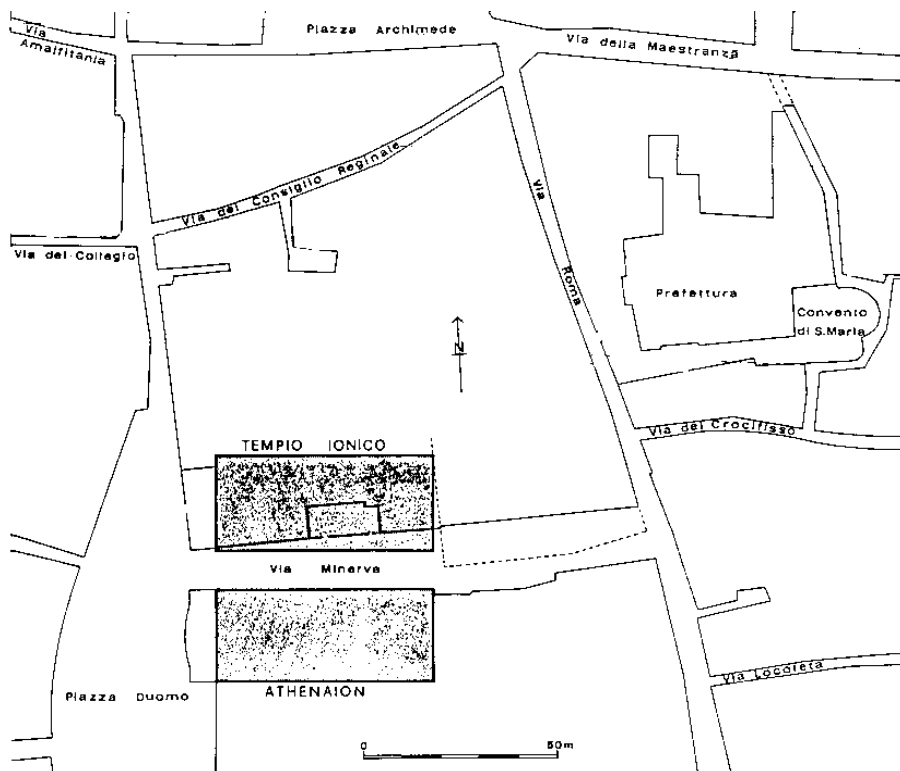 Piazza Archimede
Via
Amalfitania
Via della Maestranza
Via del Consiglio Reginale
Via
Roma
Via del Collegio
Prefettura
Convento
di S. Maria
N
Via del Crocifisso
TEMPIO IONICO
Via Minerva
ATHENAION
Piazza Duomo
Via Locoleta
0 50m